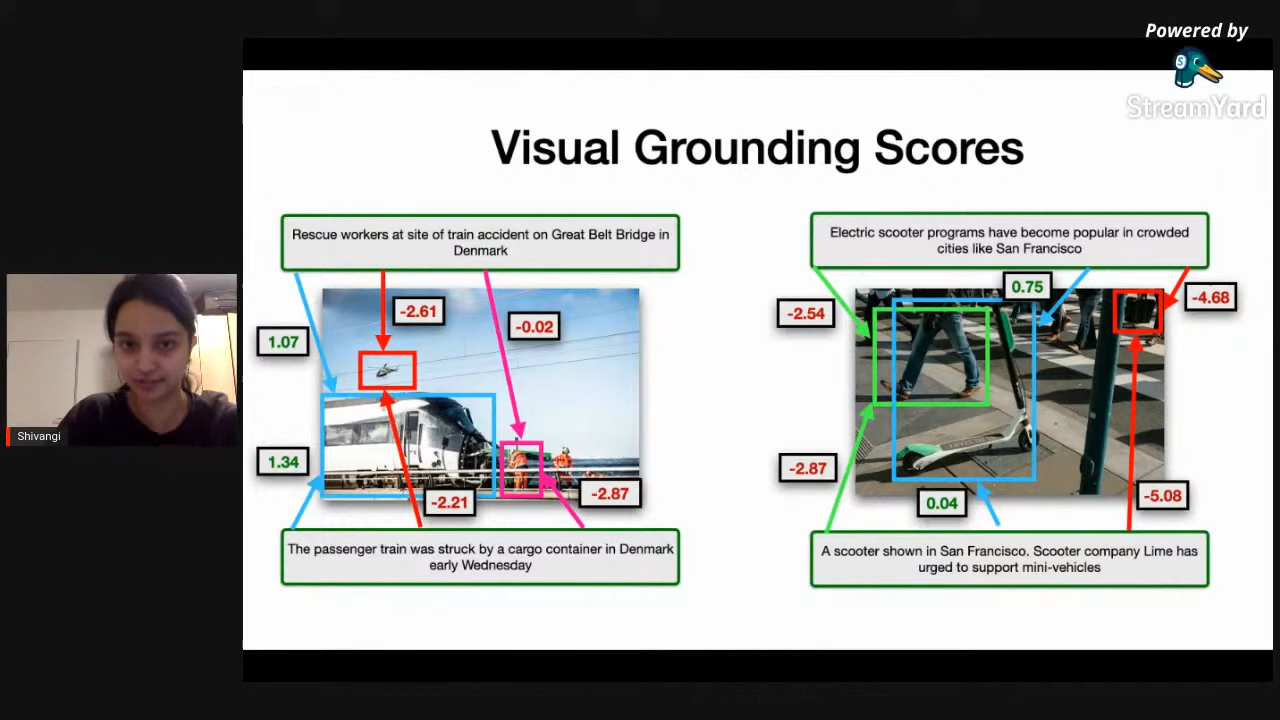 Powered by
StreamYard
Visual Grounding Scores
Rescue workers at site of train accident on Great Belt Bridge in
Denmark
1.07
-2.61
-0.02
1.34
-2.21
-2.87
The passenger train was struck by a cargo container in Denmark
early Wednesday
Electric scooter programs have become popular in crowded
cities like San Francisco
-2.54
0.75
-4.68
-2.87
0.04
-5.08
A scooter shown in San Francisco. Scooter company Lime has
urged to support mini-vehicles
Shivangi